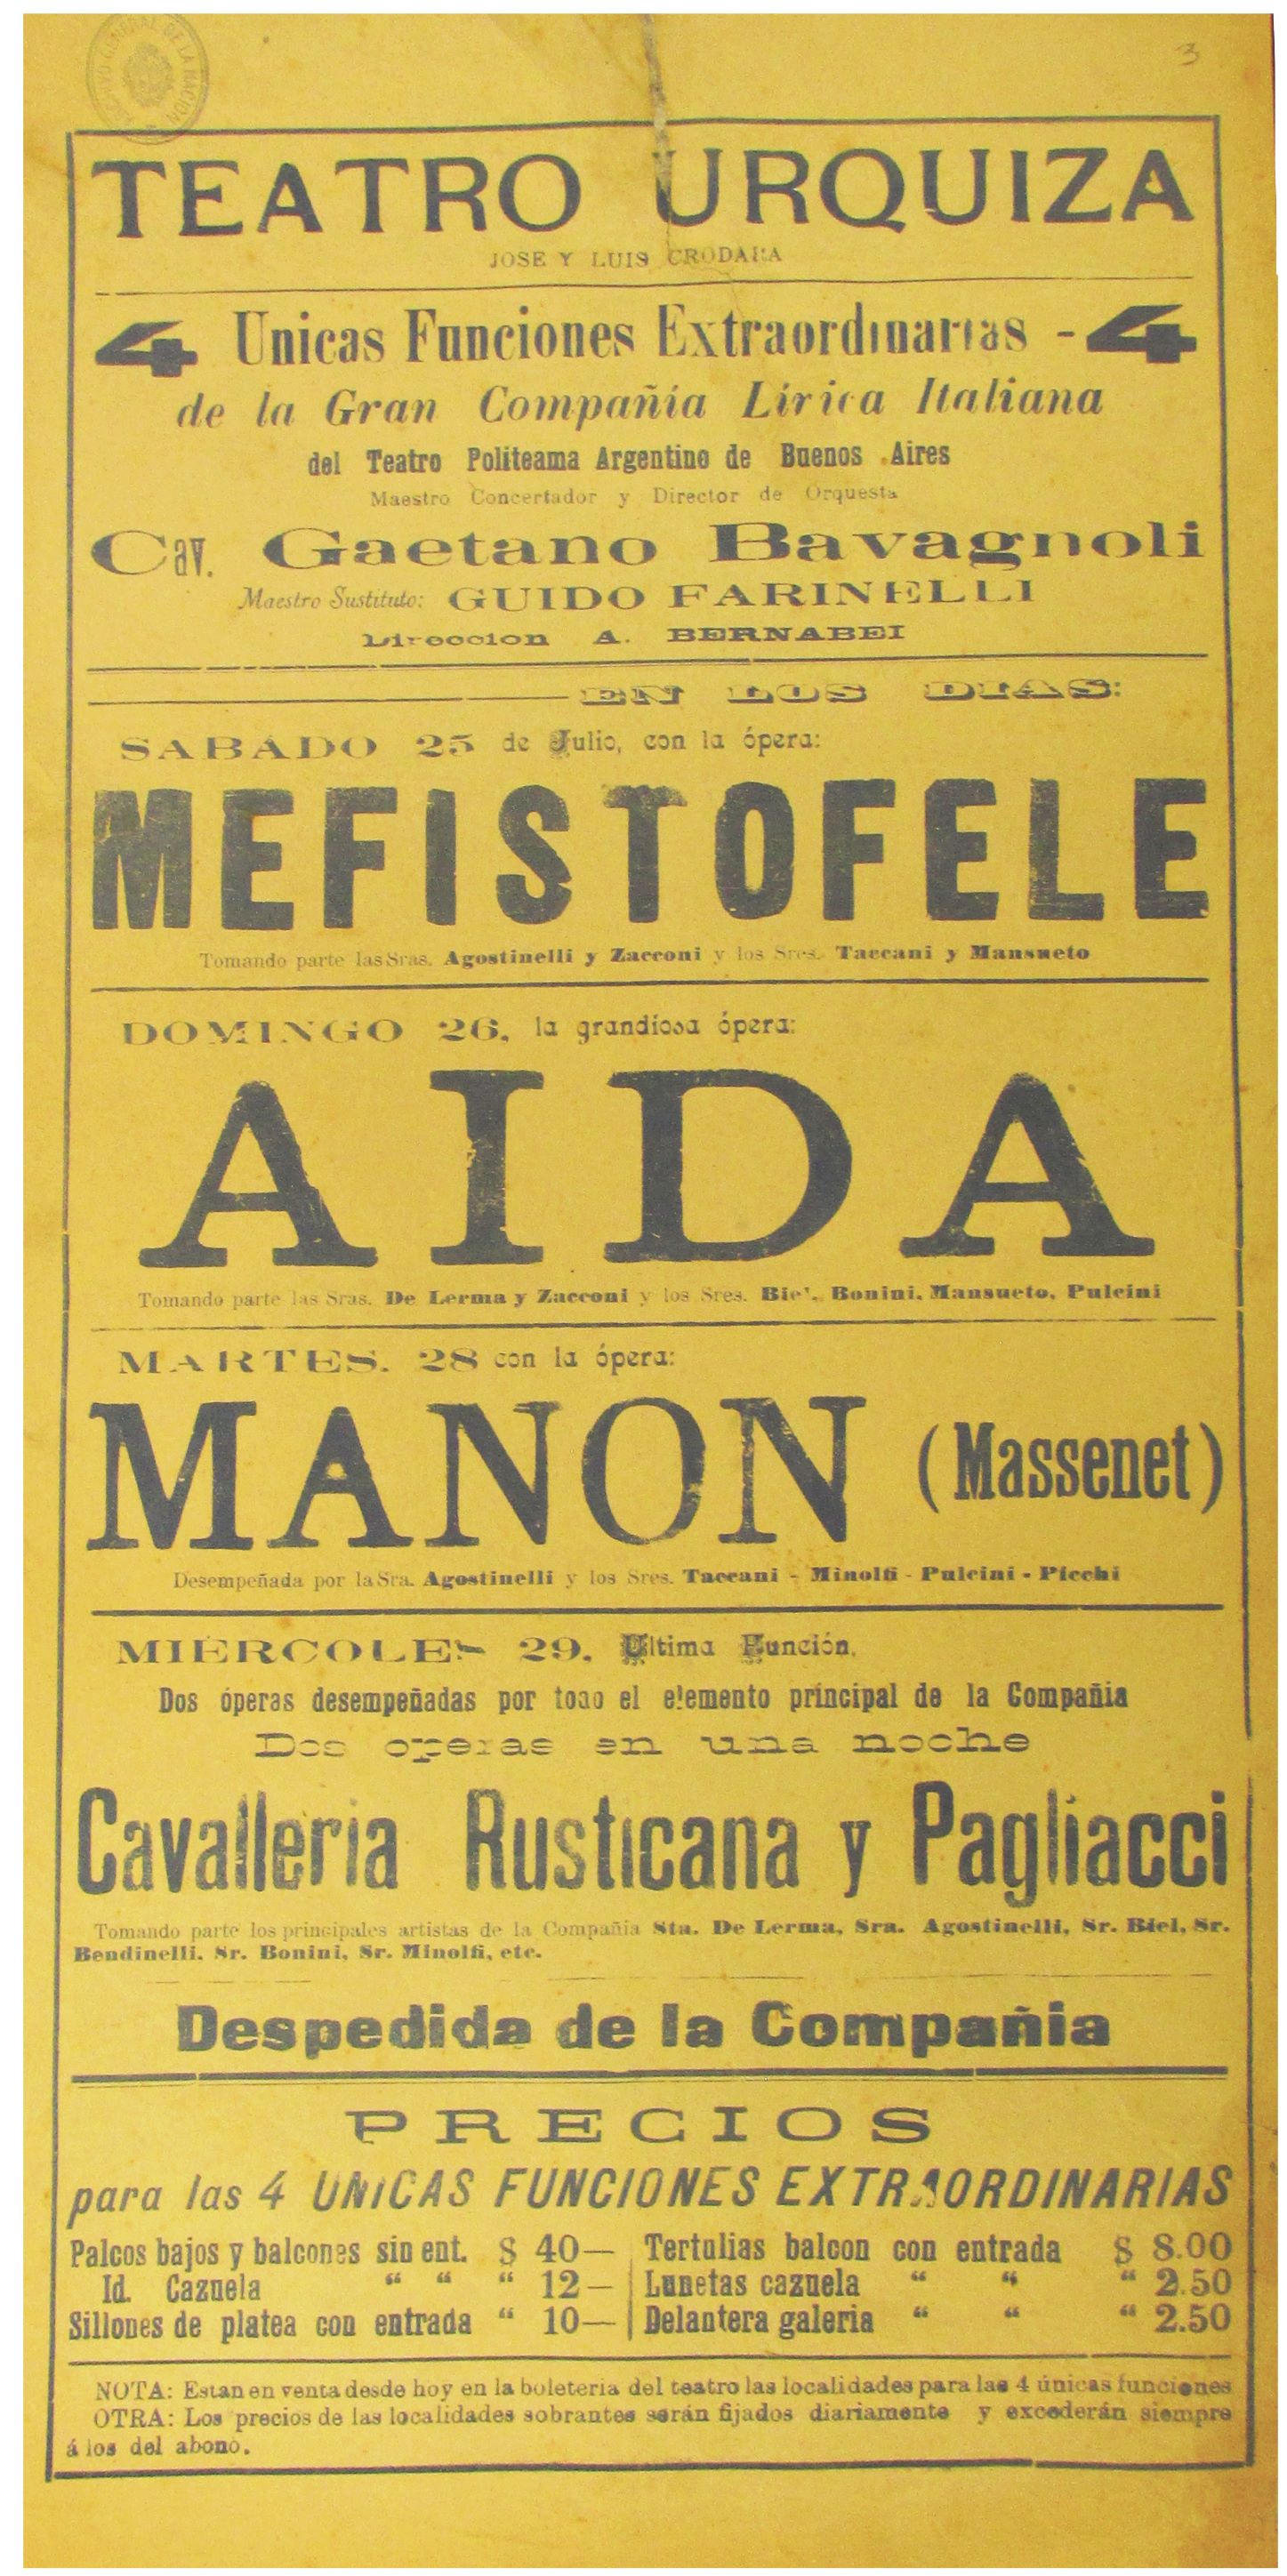 ARCHIVO GENERAL DE LA NACION
3
TEATRO URQUIZA
JOSE Y LUIS CRODARA
4 Unicas Funciones Extraordinarias - 4
de la Gran Compañía Lírica Italiana
del Teatro Politeama Argentino de Buenos Aires
Maestro Concertador y Director de Orquesta
Cav. Gaetano Bavagnoli
Maestro Sustituto: GUIDO FARINELLI
Direccion A. BERNABEI
EN LOS DIAS:
SABADO 25 de Julio, con la ópera:
MEFISTOFELE
Tomando parte las Sras. Agostinelli y Zacconi y los Sres. Taccani y Mansueto
DOMINGO 26, la grandiosa ópera:
AIDA
Tomando parte las Sras. De Lerma y Zacconi y los Sres. Biel, Bonini, Mansueto, Pulcini
MARTES. 28 con la ópera:
MANON (Massenet)
Desempeñada por la Sra. Agostinelli y los Sres. Taccani - Minolfi - Pulcini - Picchi
MIÉRCOLES 29. Ultima Función.
Dos óperas desempeñadas por todo el elemento principal de la Compañia
Dos operas en una noche
Cavalleria Rusticana y Pagliacci
Tomando parte los principales artistas de la Compañia Sta. De Lerma, Sra. Agostinelli, Sr. Biel, Sr.
Bendinelli. Sr. Bonini, Sr. Minolfi, etc.
Despedida de la Compañia
PRECIOS
para las 4 UNICAS FUNCIONES EXTRAORDINARIAS
Palcos bajos y balcones sin ent. $ 40— Tertulias balcon con entrada $ 8.00
Id. Cazuela “ “ “ 12— Lunetas cazuela “ “ “ 2.50
Sillones de platea con entrada “ 10— Delantera galeria “ “ “ 2.50
NOTA: Estan en venta desde hoy en la boleteria del teatro las localidades para las 4 únicas funciones
OTRA: Los precios de las localidades sobrantes serán fijados diariamente y excederán siempre
á los del abono.